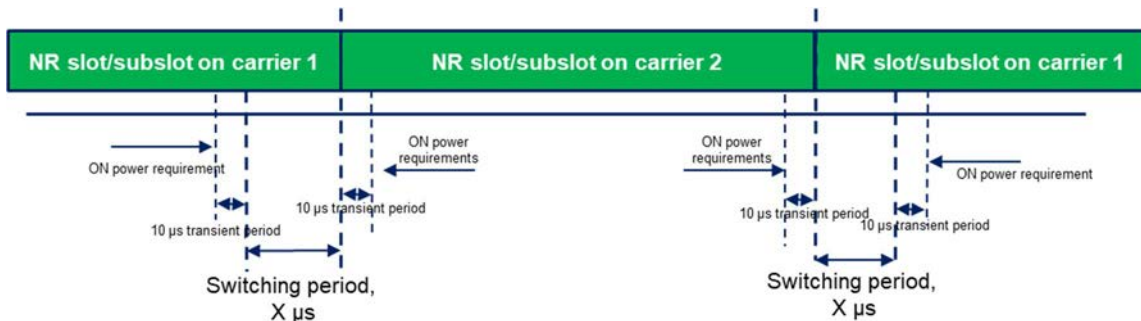 NR slot/subslot on carrier 1
NR slot/subslot on carrier 2
NR slot/subslot on carrier 1
ON power requirement
ON power
requirements
ON power
requirements
ON power requirement
10 µs transient period
10 µs transient period
10 µs transient period
10 µs transient period
Switching period,
X µs
Switching period,
X µs